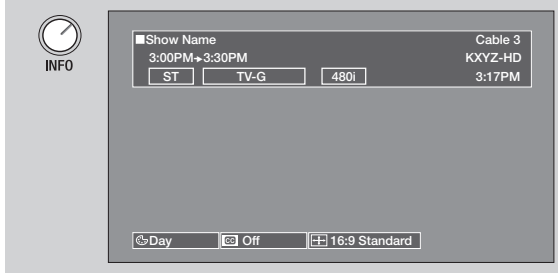 INFO
■Show Name Cable 3
3:00PM→3:30PM KXYZ-HD
ST TV-G 480i 3:17PM
Day CC Off 16:9 Standard